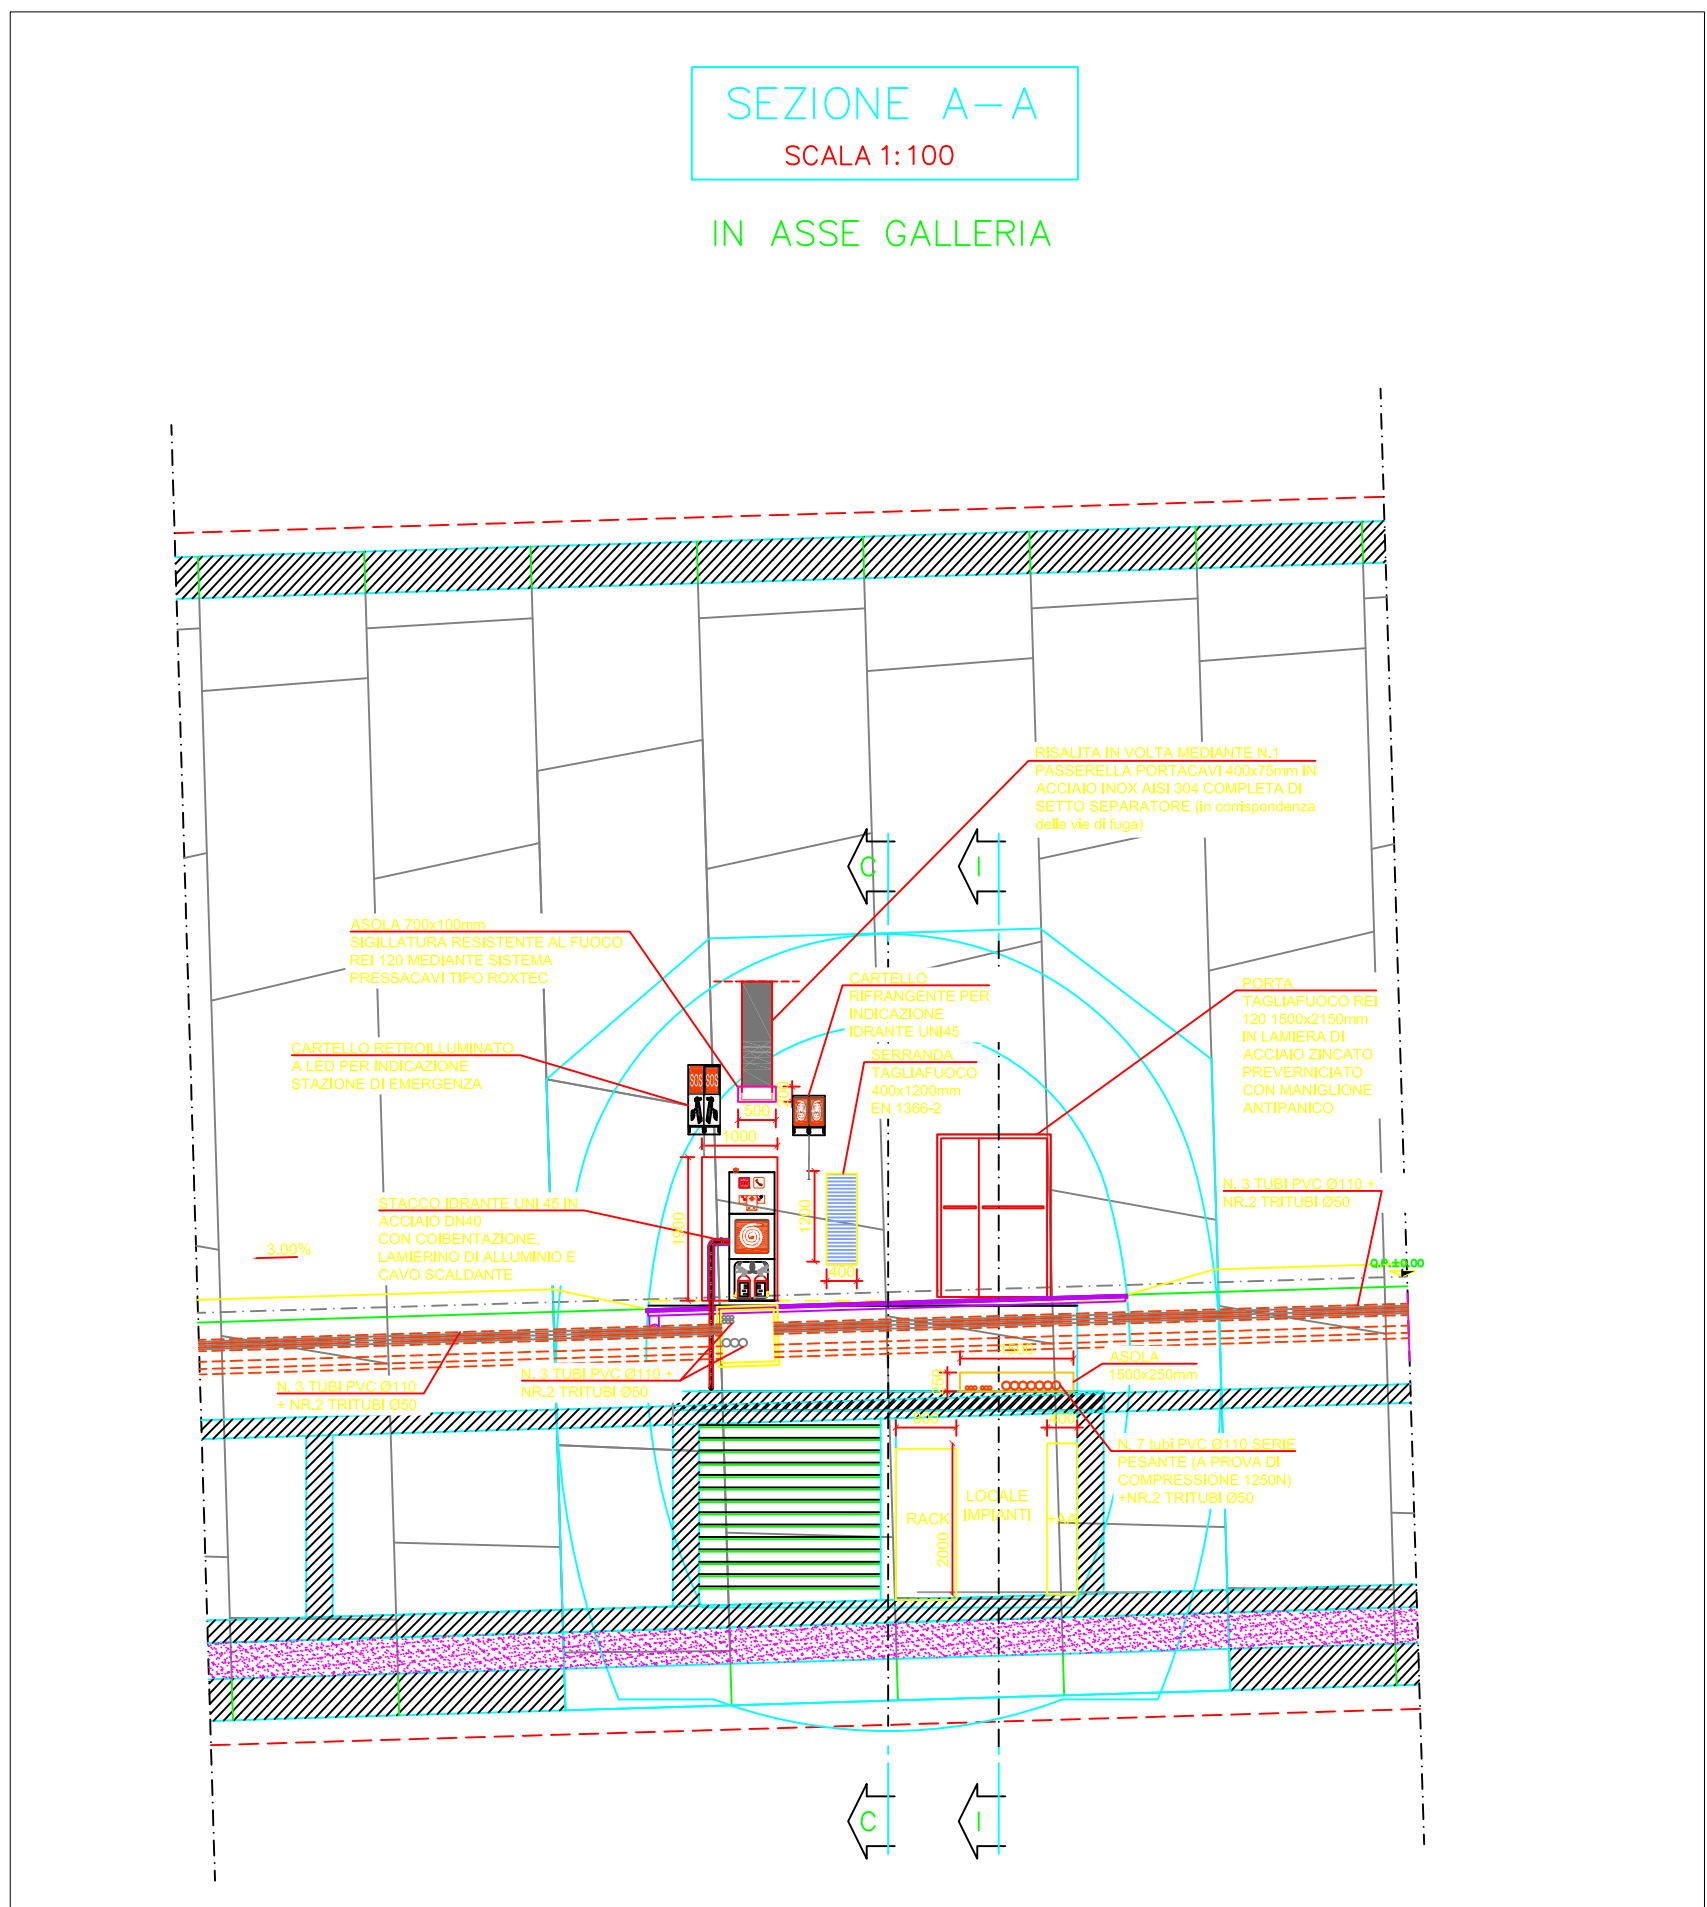 SEZIONE A-A
SCALA 1:100
IN ASSE GALLERIA
RISALITA IN VOLTA MEDIANTE N.1
PASSERELLA PORTACAVI 400x75mm IN
ACCIAIO INOX AISI 304 COMPLETA DI
SETTO SEPARATORE (in corrispondenza
delle vie di fuga)
C
I
ASOLA 700x100mm
SIGILLATURA RESISTENTE AL FUOCO
REI 120 MEDIANTE SISTEMA
PRESSACAVI TIPO ROXTEC
CARTELLO
RIFRANGENTE PER
INDICAZIONE
IDRANTE UNI45
PORTA
TAGLIAFUOCO REI
120 1500x2150mm
IN LAMIERA DI
ACCIAIO ZINCATO
PREVERNICIATO
CON MANIGLIONE
ANTIPANICO
CARTELLO RETROILLUMINATO
A LED PER INDICAZIONE
STAZIONE DI EMERGENZA
SERRANDA
TAGLIAFUOCO
400x1200mm
EN 1366-2
SOS
SOS
500
1000
1900
1200
400
STACCO IDRANTE UNI 45 IN
ACCIAIO DN40
CON COIBENTAZIONE,
LAMIERINO DI ALLUMINIO E
CAVO SCALDANTE
N. 3 TUBI PVC Ø110 +
NR.2 TRITUBI Ø50
3,00%
Q.P.±0.00
N. 3 TUBI PVC Ø110
+ NR.2 TRITUBI Ø50
N. 3 TUBI PVC Ø110 +
NR.2 TRITUBI Ø50
250
ASOLA
1500x250mm
400
N. 7 tubi PVC Ø110 SERIE
PESANTE (A PROVA DI
COMPRESSIONE 1250N)
+NR.2 TRITUBI Ø50
RACK
2000
LOCALE
IMPIANTI
C
I